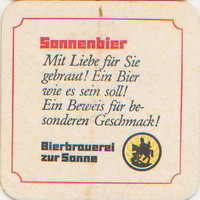 Sonnenbier
Mit Liebe für Sie
gebraut! Ein Bier
wie es sein soll!
Ein Beweis für be-
sonderen Geschmack!
Bierbrauerei
zur Sonne